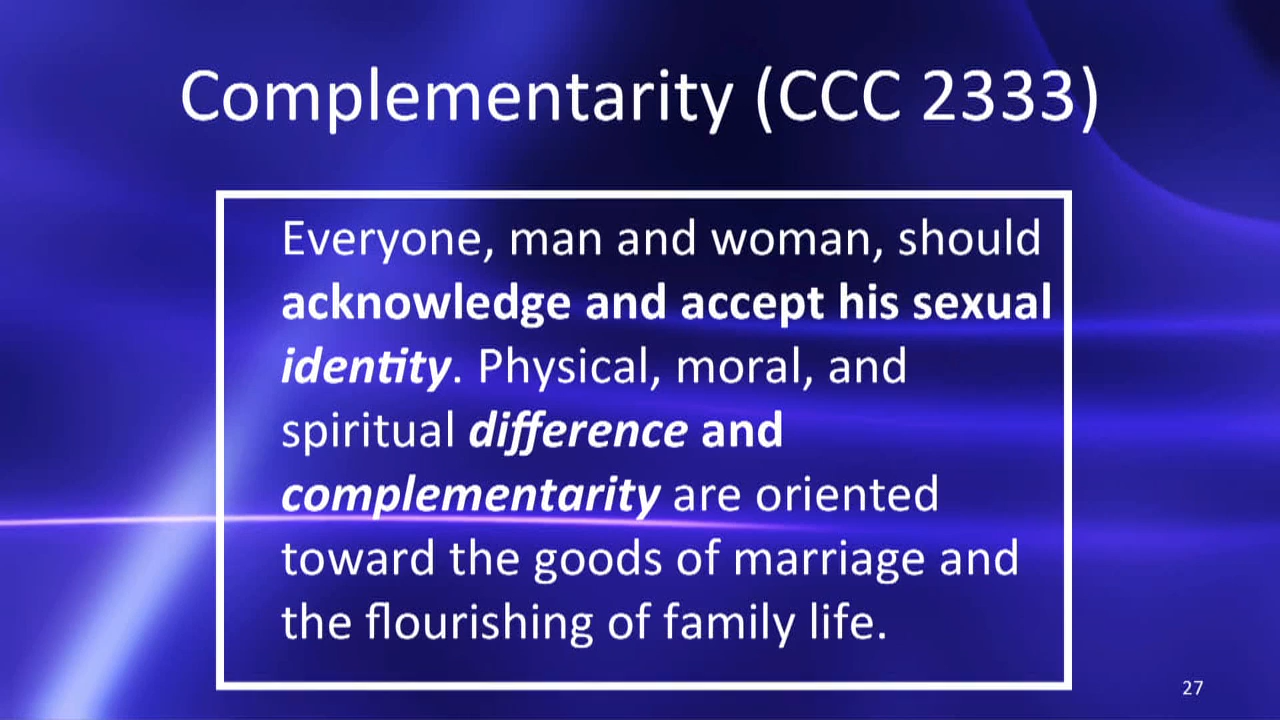 Complementarity (CCC 2333)
Everyone, man and woman, should
acknowledge and accept his sexual
identity. Physical, moral, and
spiritual difference and
complementarity are oriented
toward the goods of marriage and
the flourishing of family life.
27